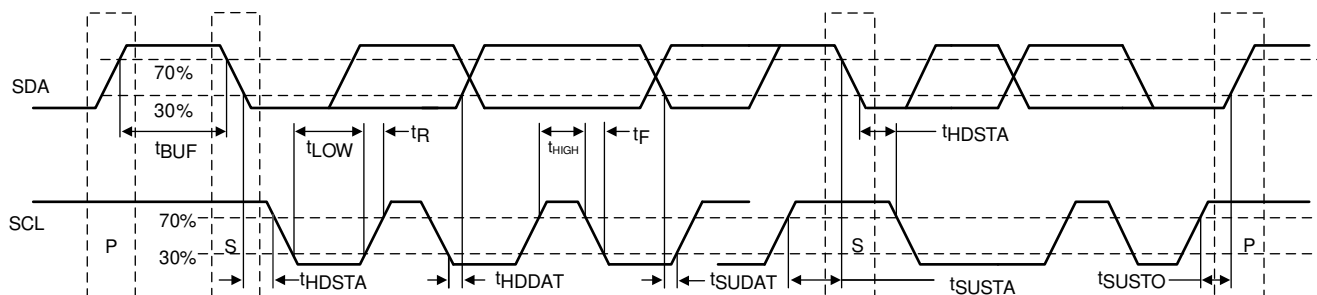 SDA
70%
30%
tBUF
tLOW
tR
tHIGH
tF
tHDSTA
SCL
70%
30%
P
S
S
P
tHDSTA
tHDDAT
tSUDAT
tSUSTA
tSUSTO